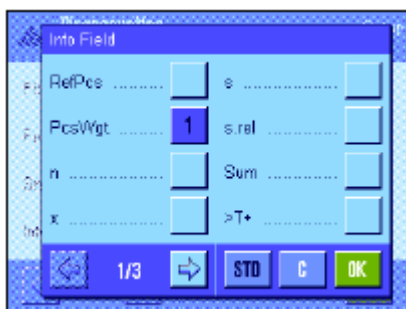 Info Field
RefPcs ..........
PcsWgt ........ 1
n ..................
x ..................
s ..................
s.rel .............
Sum ............
>T+ ..............
1/3 STD C OK